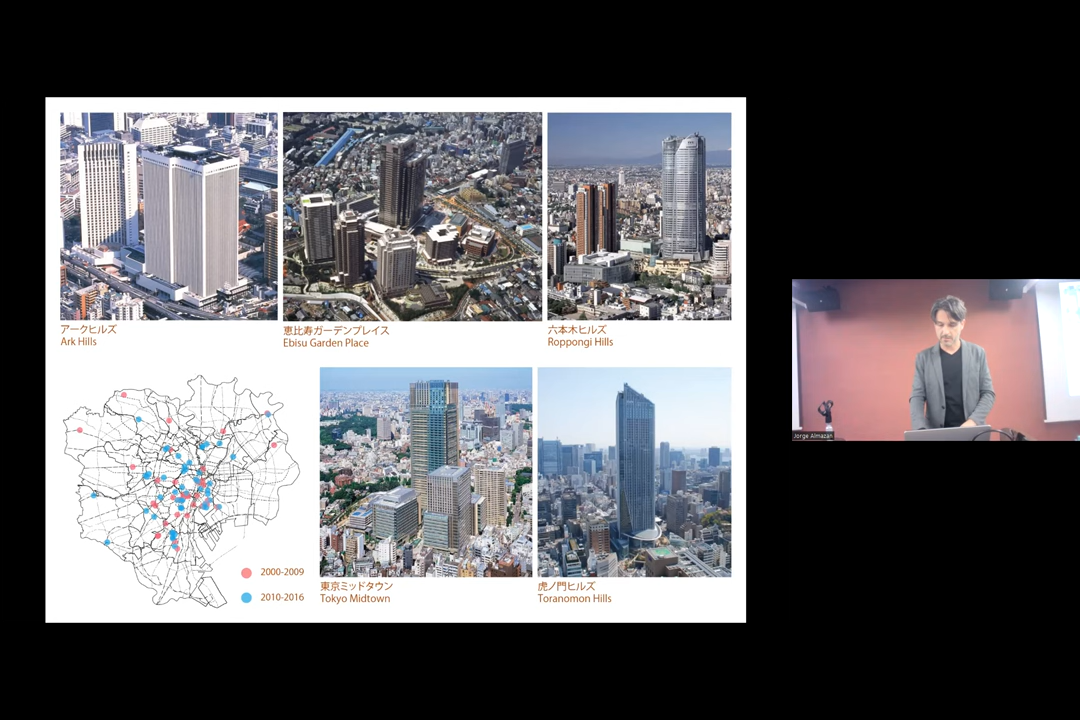 アークヒルズ
Ark Hills
恵比寿ガーデンプレイス
Ebisu Garden Place
六本木ヒルズ
Roppongi Hills
2000-2009
2010-2016
東京ミッドタウン
Tokyo Midtown
虎ノ門ヒルズ
Toranomon Hills
Jorge Almazan